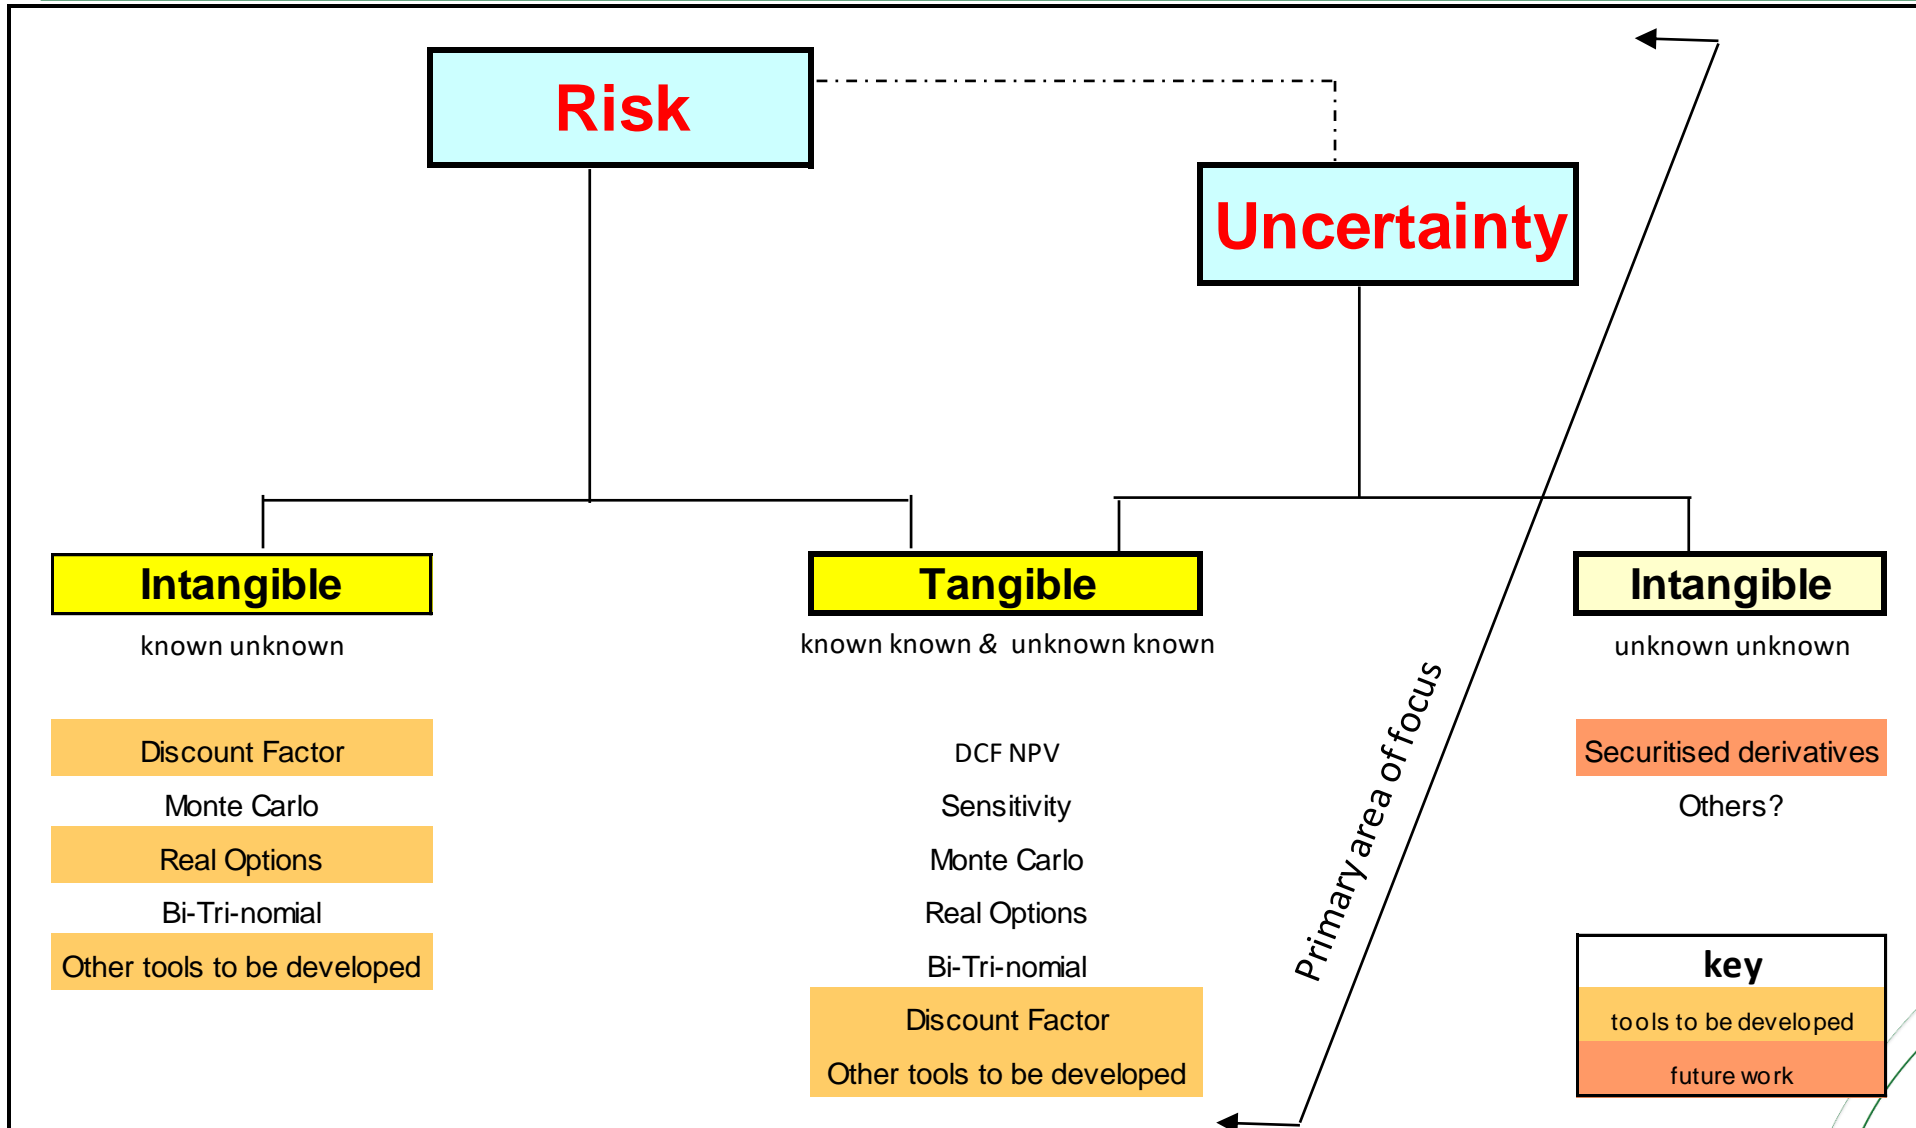 Risk
Uncertainty
Intangible
known unknown
Discount Factor
Monte Carlo
Real Options
Bi-Tri-nomial
Other tools to be developed
Tangible
known known & unknown known
DCF NPV
Sensitivity
Monte Carlo
Real Options
Bi-Tri-nomial
Discount Factor
Other tools to be developed
Primary area of focus
Intangible
unknown unknown
Securitised derivatives
Others?
key
tools to be developed
future work